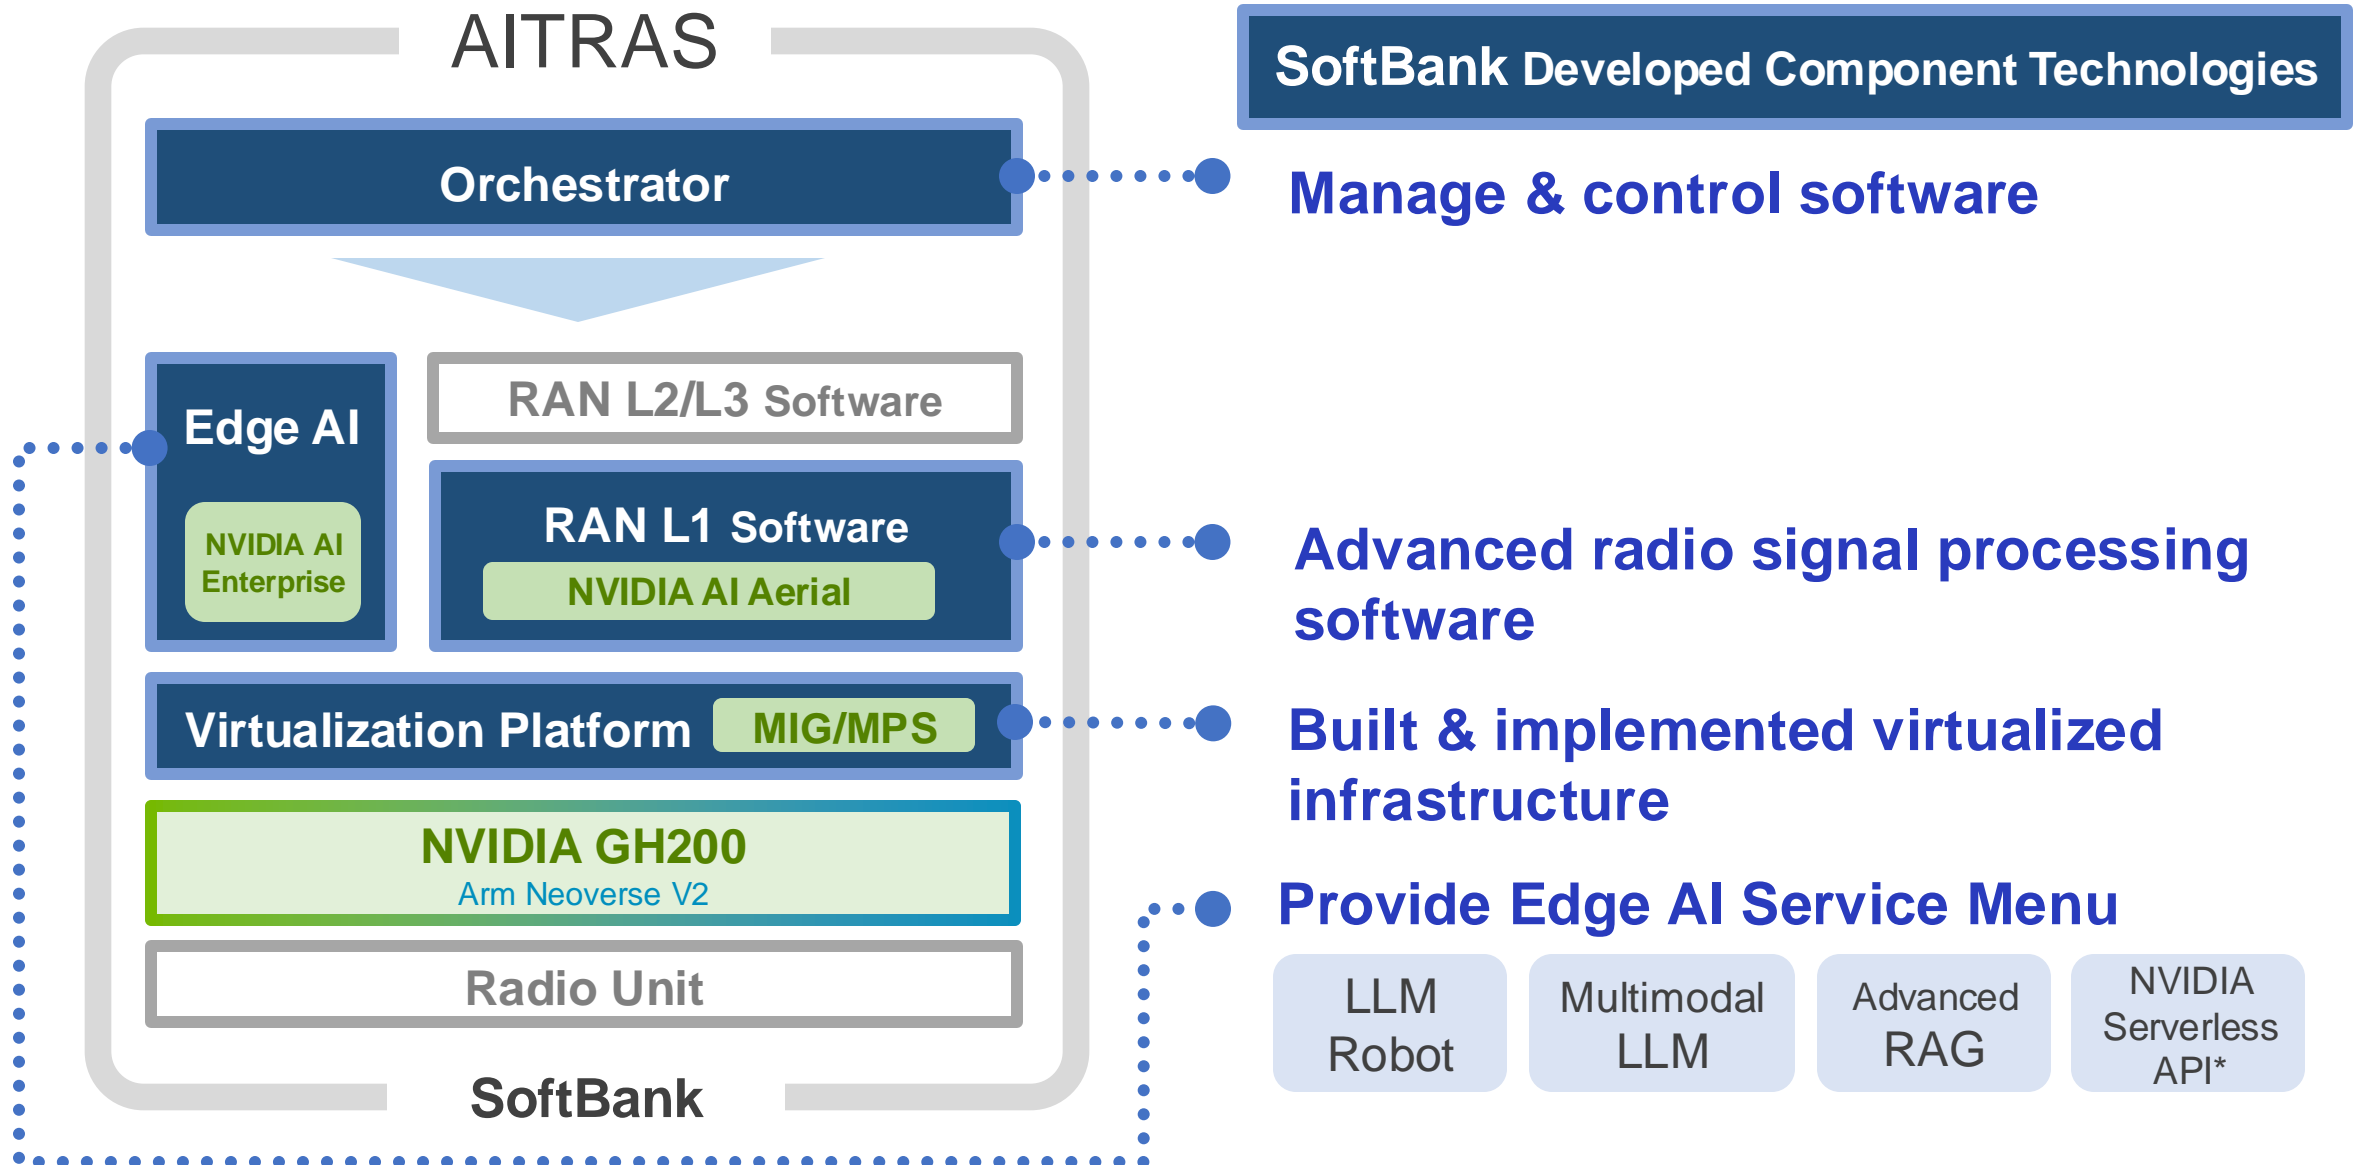 AITRAS
Orchestrator
Edge AI
NVIDIA AI
Enterprise
RAN L2/L3 Software
RAN L1 Software
NVIDIA AI Aerial
Virtualization Platform
MIG/MPS
NVIDIA GH200
Arm Neoverse V2
Radio Unit
SoftBank
SoftBank Developed Component Technologies
Manage & control software
Advanced radio signal processing
software
Built & implemented virtualized
infrastructure
Provide Edge AI Service Menu
LLM
Robot
Multimodal
LLM
Advanced
RAG
NVIDIA
Serverless
API*